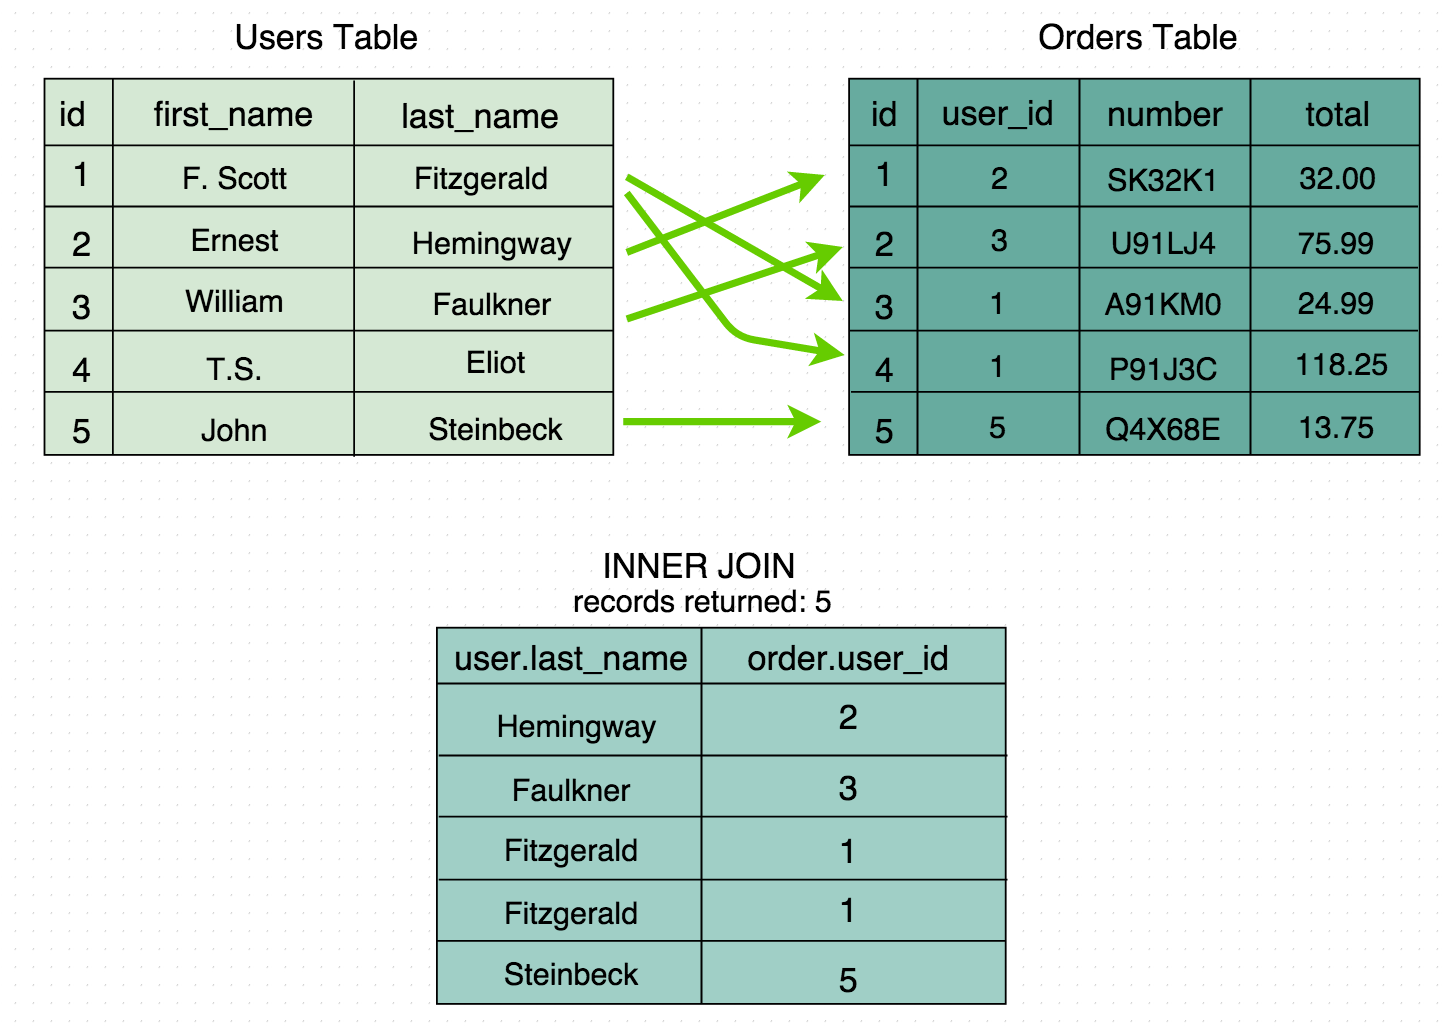 Users Table
id first_name last_name
1 F. Scott Fitzgerald
2 Ernest Hemingway
3 William Faulkner
4 T.S. Eliot
5 John Steinbeck
Orders Table
id user_id number total
1 2 SK32K1 32.00
2 3 U91LJ4 75.99
3 1 A91KM0 24.99
4 1 P91J3C 118.25
5 5 Q4X68E 13.75
INNER JOIN
records returned: 5
user.last_name order.user_id
Hemingway 2
Faulkner 3
Fitzgerald 1
Fitzgerald 1
Steinbeck 5